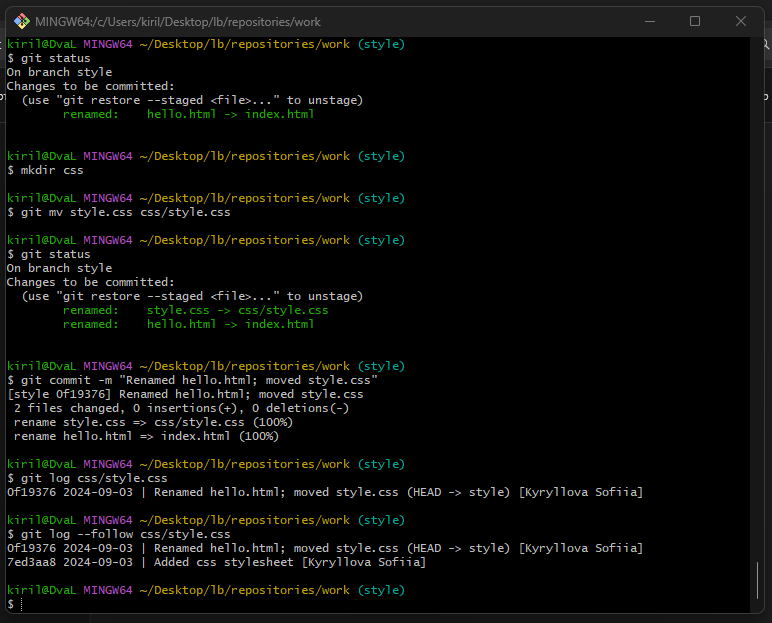 MINGW64:/c/Users/kiril/Desktop/lb/repositories/work
kiril@DvaL MINGW64 ~/Desktop/lb/repositories/work (style)
$ git status
On branch style
Changes to be committed:
  (use "git restore --staged <file>..." to unstage)
        renamed:    hello.html -> index.html
kiril@DvaL MINGW64 ~/Desktop/lb/repositories/work (style)
$ mkdir css
kiril@DvaL MINGW64 ~/Desktop/lb/repositories/work (style)
$ git mv style.css css/style.css
kiril@DvaL MINGW64 ~/Desktop/lb/repositories/work (style)
$ git status
On branch style
Changes to be committed:
  (use "git restore --staged <file>..." to unstage)
        renamed:    style.css -> css/style.css
        renamed:    hello.html -> index.html
kiril@DvaL MINGW64 ~/Desktop/lb/repositories/work (style)
$ git commit -m "Renamed hello.html; moved style.css"
[style 0f19376] Renamed hello.html; moved style.css
 2 files changed, 0 insertions(+), 0 deletions(-)
 rename style.css => css/style.css (100%)
 rename hello.html => index.html (100%)
kiril@DvaL MINGW64 ~/Desktop/lb/repositories/work (style)
$ git log css/style.css
0f19376 2024-09-03 | Renamed hello.html; moved style.css (HEAD -> style) [Kyryllova Sofiia]
kiril@DvaL MINGW64 ~/Desktop/lb/repositories/work (style)
$ git log --follow css/style.css
0f19376 2024-09-03 | Renamed hello.html; moved style.css (HEAD -> style) [Kyryllova Sofiia]
7ed3aa8 2024-09-03 | Added css stylesheet [Kyryllova Sofiia]
kiril@DvaL MINGW64 ~/Desktop/lb/repositories/work (style)
$